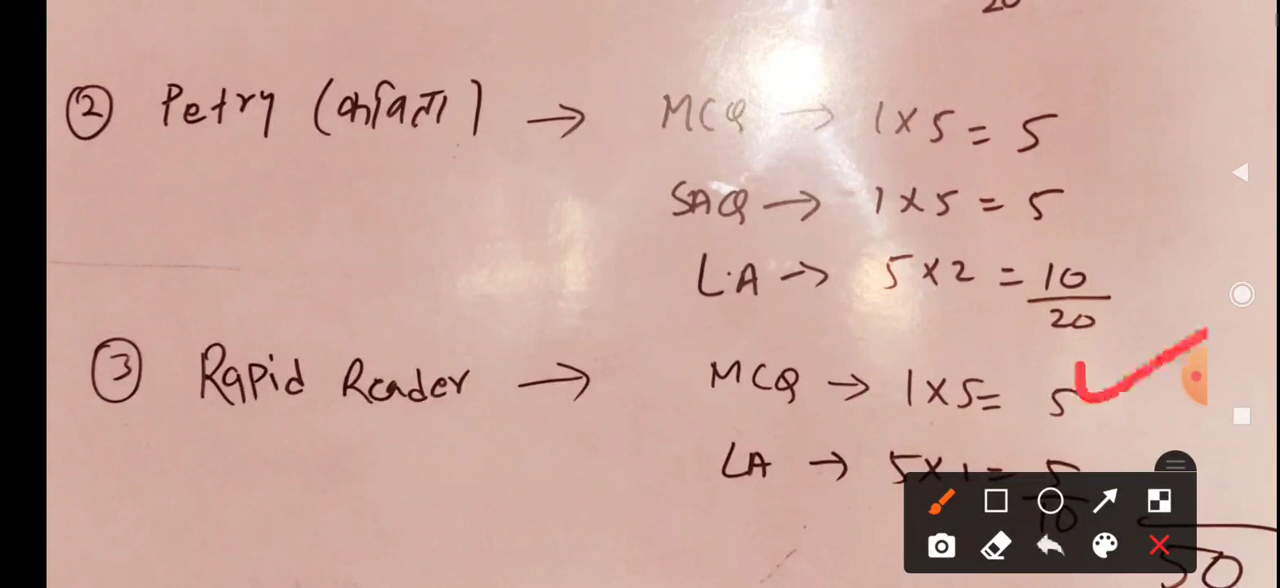 20
② Petry (कविता) → MCQ → 1 × 5 = 5
SAQ → 1 × 5 = 5
L.A → 5 × 2 = 10
20
③ Rapid Reader → MCQ → 1 × 5 = 5
LA → 5 × 1 = 5
10
50